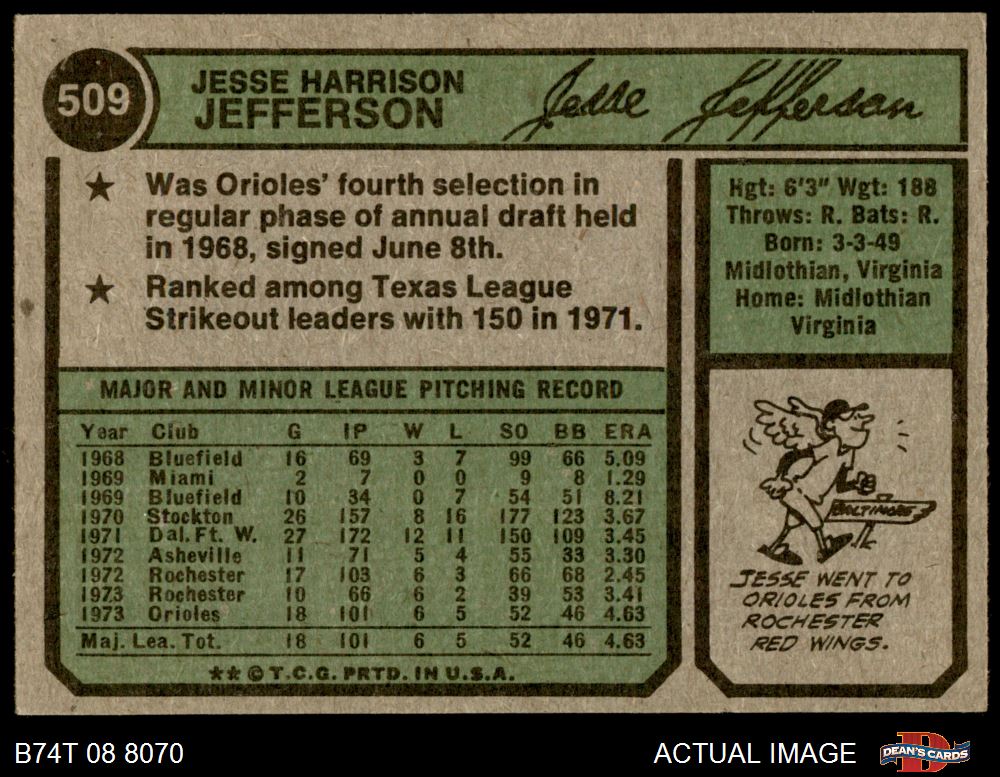 509
JESSE HARRISON
JEFFERSON
Jesse Jefferson
★ Was Orioles' fourth selection in
regular phase of annual draft held
in 1968, signed June 8th.
★ Ranked among Texas League
Strikeout leaders with 150 in 1971.
Hgt: 6'3" Wgt: 188
Throws: R. Bats: R.
Born: 3-3-49
Midlothian, Virginia
Home: Midlothian
Virginia
MAJOR AND MINOR LEAGUE PITCHING RECORD
Year Club G IP W L SO BB ERA
1968 Bluefield 16 69 3 7 99 66 5.09
1969 Miami 2 7 0 0 9 8 1.29
1969 Bluefield 10 34 0 7 54 51 8.21
1970 Stockton 26 157 8 16 177 123 3.67
1971 Dal. Ft. W. 27 172 12 11 150 109 3.45
1972 Asheville 11 71 5 4 55 33 3.30
1972 Rochester 17 103 6 3 66 68 2.45
1973 Rochester 10 66 6 2 39 53 3.41
1973 Orioles 18 101 6 5 52 46 4.63
Maj. Lea. Tot. 18 101 6 5 52 46 4.63
★★ © T.C.G. PRTD. IN U.S.A.
BALTIMORE
JESSE WENT TO
ORIOLES FROM
ROCHESTER
RED WINGS.
B74T 08 8070
ACTUAL IMAGE
D
DEAN'S CARDS